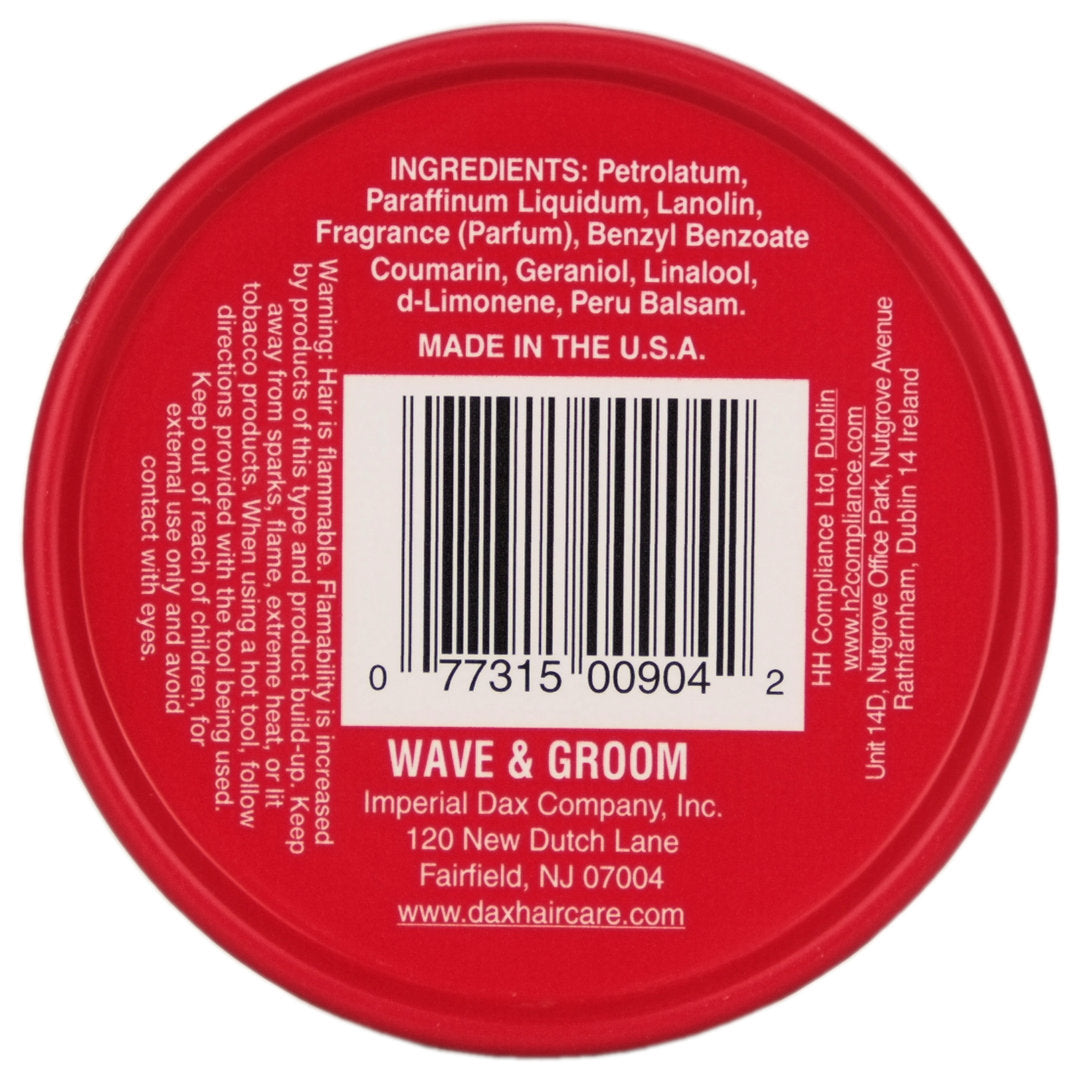 INGREDIENTS: Petrolatum,
Paraffinum Liquidum, Lanolin,
Fragrance (Parfum), Benzyl Benzoate
Coumarin, Geraniol, Linalool,
d-Limonene, Peru Balsam.
MADE IN THE U.S.A.
0 77315 00904 2
WAVE & GROOM
Imperial Dax Company, Inc.
120 New Dutch Lane
Fairfield, NJ 07004
www.daxhaircare.com
Warning: Hair is flammable. Flamability is increased
by products of this type and product build-up. Keep
away from sparks, flame, extreme heat, or lit
tobacco products. When using a hot tool, follow
directions provided with the tool being used.
Keep out of reach of children, for
external use only and avoid
contact with eyes.
HH Compliance Ltd, Dublin
www.h2compliance.com
Unit 14D, Nutgrove Office Park, Nutgrove Avenue
Rathfarnham, Dublin 14 Ireland